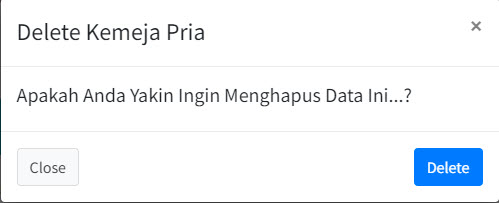 Delete Kemeja Pria
×
Apakah Anda Yakin Ingin Menghapus Data Ini...?
Close
Delete